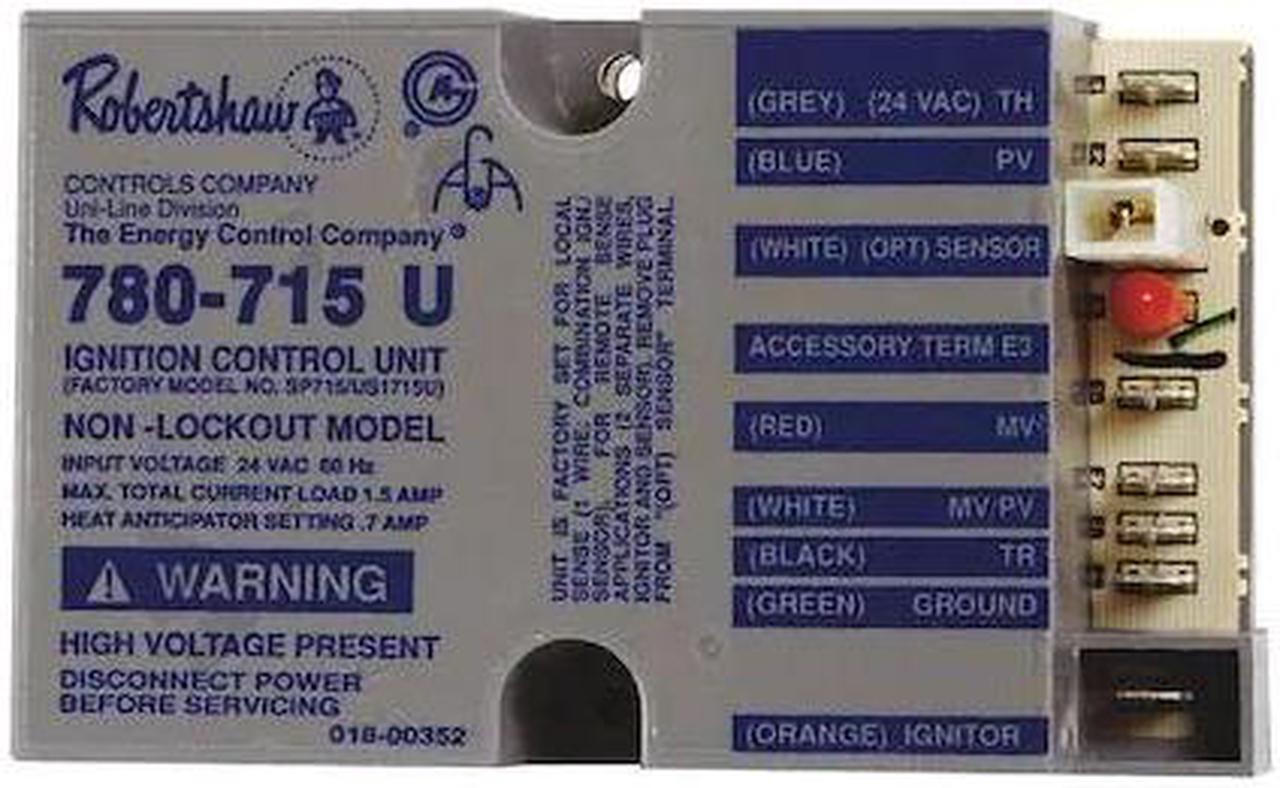 Robertshaw
CONTROLS COMPANY
Uni-Line Division
The Energy Control Company®
780-715 U
IGNITION CONTROL UNIT
(FACTORY MODEL NO. SP715/US1715U)
NON -LOCKOUT MODEL
INPUT VOLTAGE 24 VAC 60 Hz
MAX. TOTAL CURRENT LOAD 1.5 AMP
HEAT ANTICIPATOR SETTING .7 AMP
WARNING
HIGH VOLTAGE PRESENT
DISCONNECT POWER
BEFORE SERVICING
018-00352
UNIT IS FACTORY SET FOR LOCAL
SENSE (1 WIRE, COMBINATION IGN./
SENSOR). FOR REMOTE SENSE
APPLICATIONS (2 SEPARATE WIRES,
IGNITOR AND SENSOR), REMOVE PLUG
FROM "(OPT) SENSOR" TERMINAL.
(GREY) (24 VAC) TH
(BLUE) PV
(WHITE) (OPT) SENSOR
ACCESSORY TERM E3
(RED) MV
(WHITE) MV/PV
(BLACK) TR
(GREEN) GROUND
(ORANGE) IGNITOR